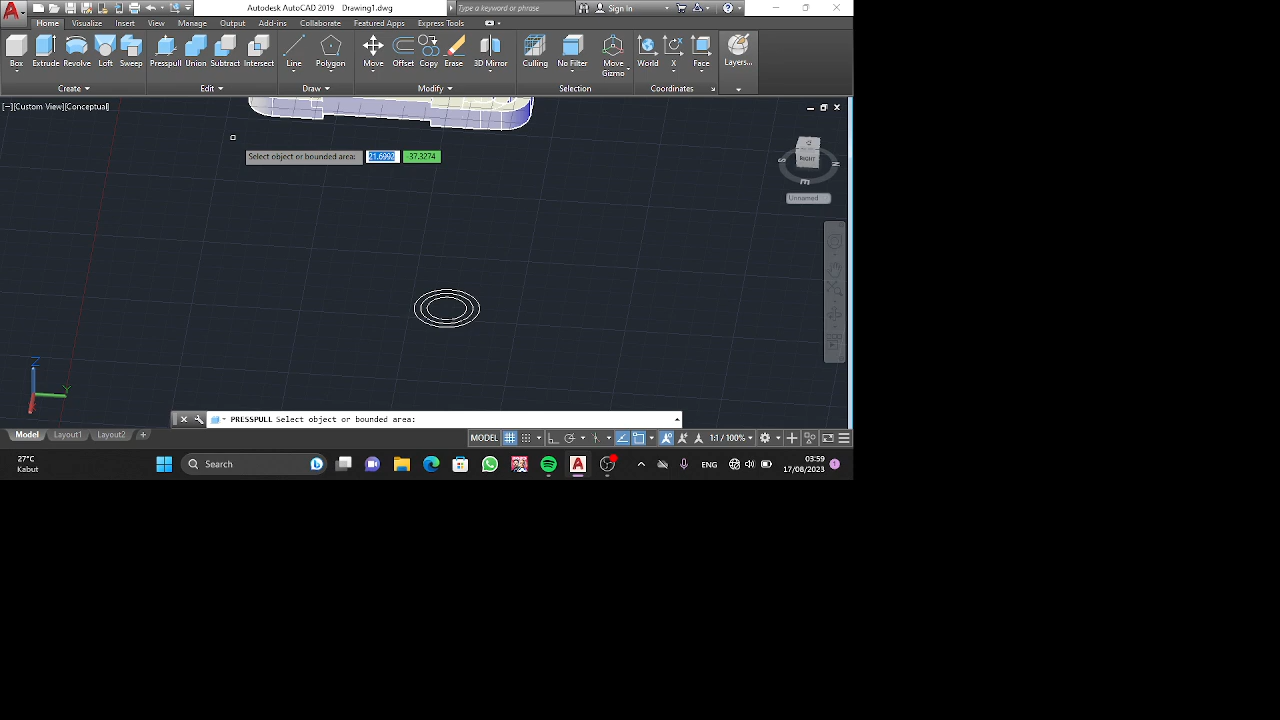 Autodesk AutoCAD 2019 Drawing1.dwg
Type a keyword or phrase
Sign In
Home Visualize Insert View Manage Output Add-ins Collaborate Featured Apps Express Tools
Box Extrude Revolve Loft Sweep Presspull Union Subtract Intersect Line Polygon Move Offset Copy Erase 3D Mirror Culling No Filter Move Gizmo World X Face Layers...
Create Edit Draw Modify Selection Coordinates
[−][Custom View][Conceptual]
Select object or bounded area: 21.6992 -37.3274
RIGHT
S N E
Unnamed
Z
Y
PRESSPULL Select object or bounded area:
Model Layout1 Layout2 +
MODEL 1:1 / 100%
27°C
Kabut
Search
ENG
03:59
17/08/2023
1